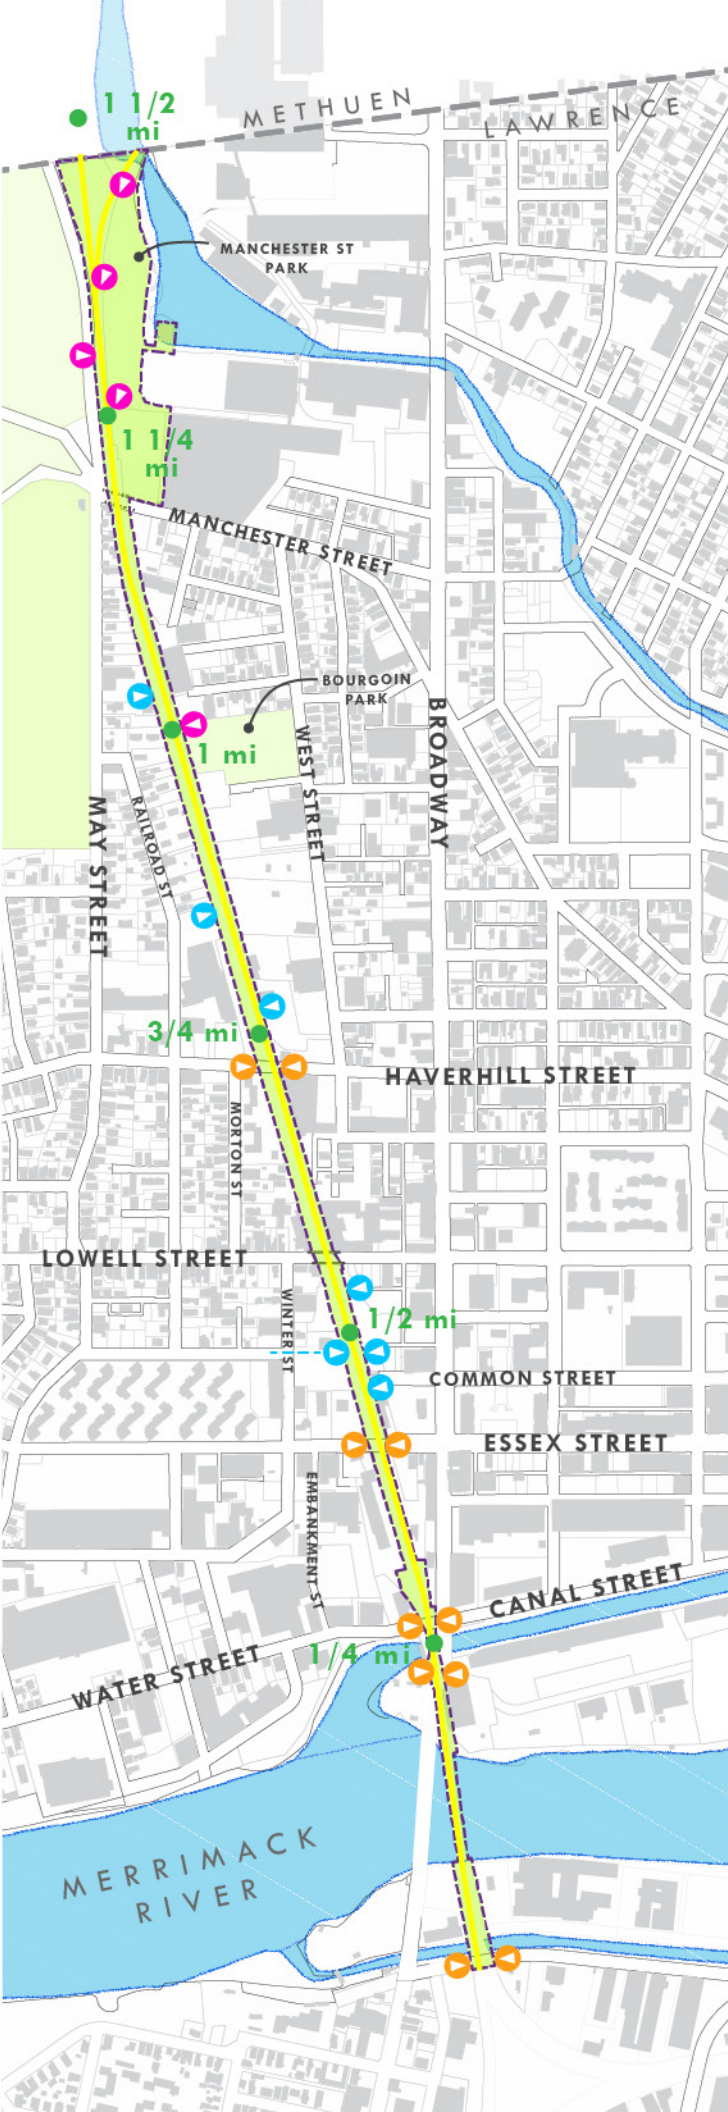 1 1/2
mi
METHUEN
LAWRENCE
MANCHESTER ST
PARK
1 1/4
mi
MANCHESTER STREET
BOURGOIN
PARK
BROADWAY
WEST STREET
1 mi
MAY STREET
RAILROAD ST
3/4 mi
HAVERHILL STREET
MORTON ST
LOWELL STREET
WINTER ST
1/2 mi
COMMON STREET
ESSEX STREET
EMBANKMENT ST
CANAL STREET
1/4 mi
WATER STREET
MERRIMACK
RIVER